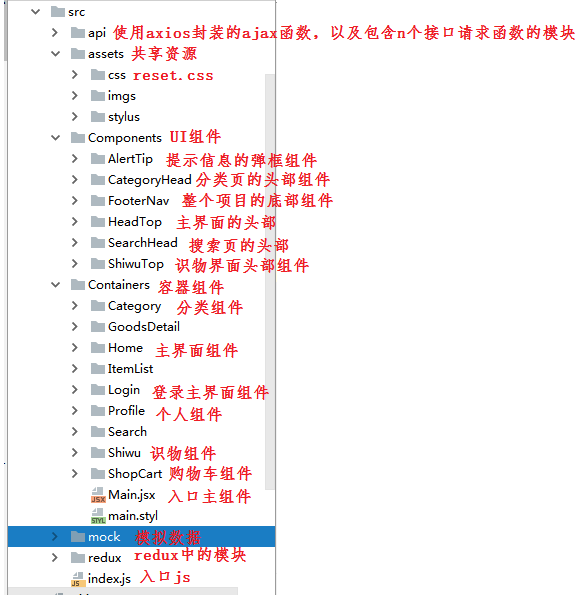 src
api 使用axios封装的ajax函数，以及包含n个接口请求函数的模块
assets 共享资源
css reset.css
imgs
stylus
Components UI组件
AlertTip 提示信息的弹框组件
CategoryHead 分类页的头部组件
FooterNav 整个项目的底部组件
HeadTop 主界面的头部
SearchHead 搜索页的头部
ShiwuTop 识物界面头部组件
Containers 容器组件
Category 分类组件
GoodsDetail
Home 主界面组件
ItemList
Login 登录主界面组件
Profile 个人组件
Search
Shiwu 识物组件
ShopCart 购物车组件
JSX Main.jsx 入口主组件
STYL main.styl
mock 模拟数据
redux redux中的模块
JS index.js 入口js